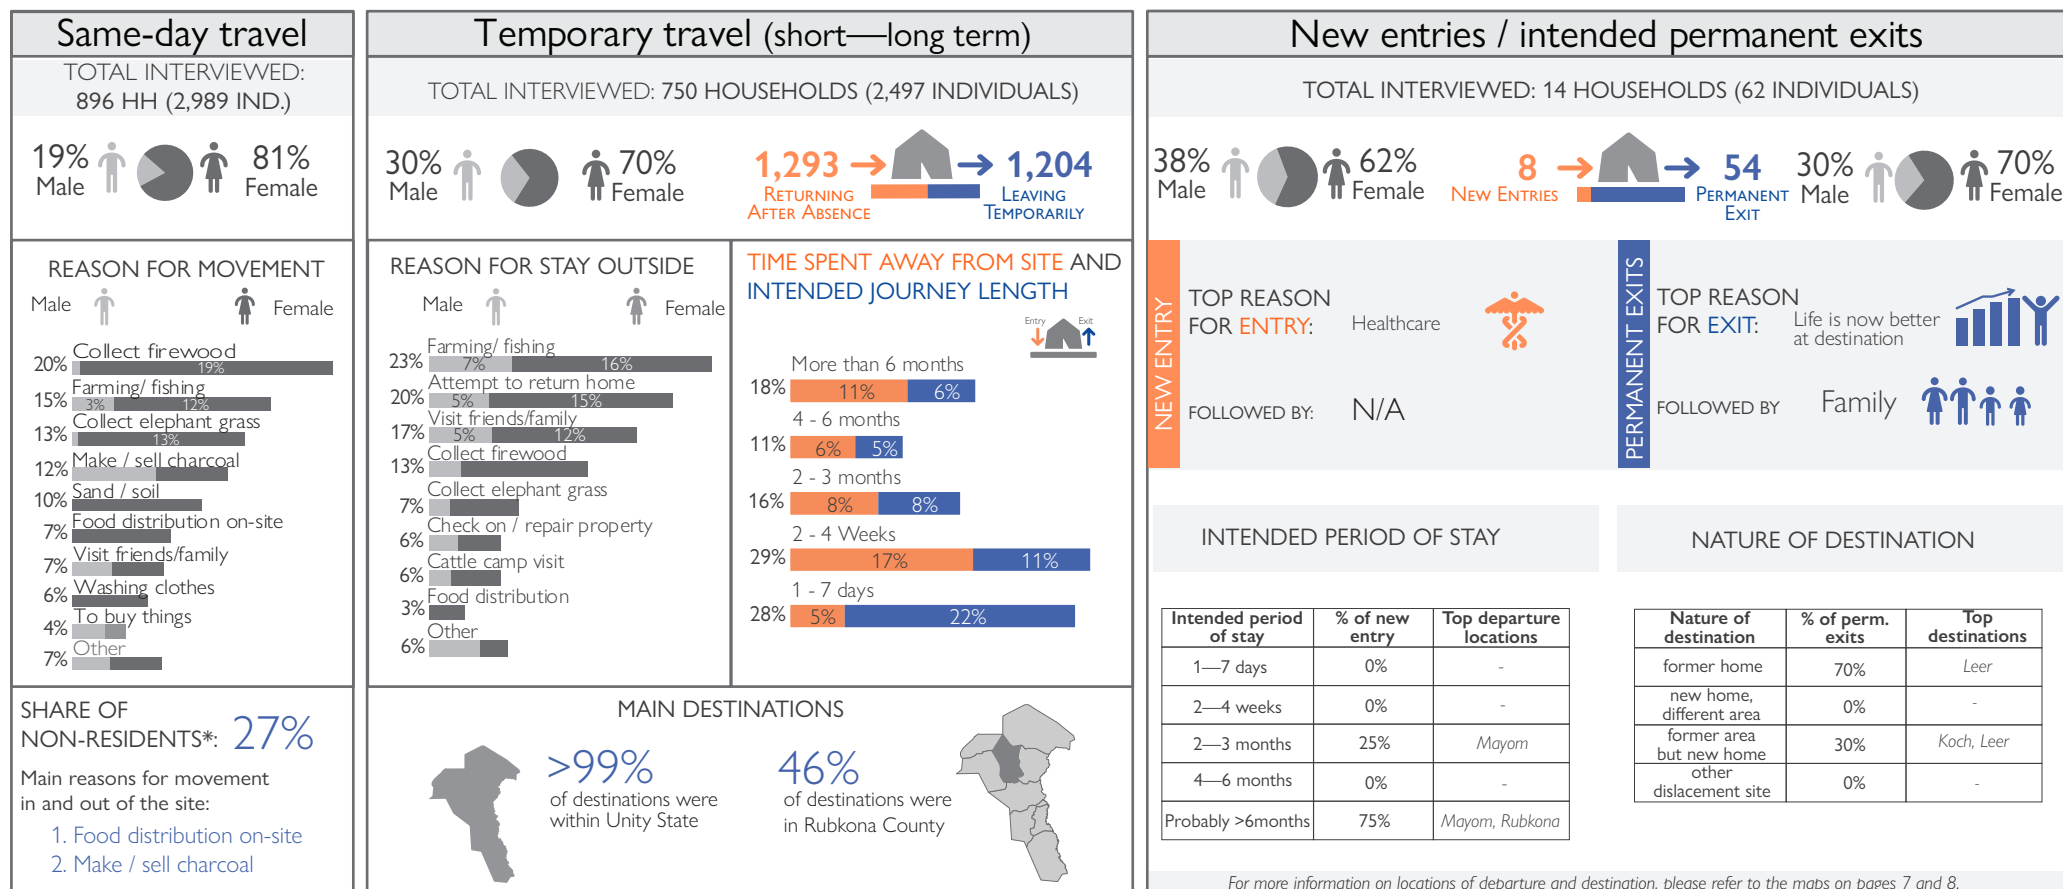 Same-day travel
TOTAL INTERVIEWED:
896 HH (2,989 IND.)
19%
Male
81%
Female
REASON FOR MOVEMENT
Male
Female
Collect firewood
20%
19%
Farming/ fishing
15%
3%
12%
Collect elephant grass
13%
13%
Make / sell charcoal
12%
Sand / soil
10%
Food distribution on-site
7%
Visit friends/family
7%
Washing clothes
6%
To buy things
4%
Other
7%
SHARE OF
NON-RESIDENTS*: 27%
Main reasons for movement
in and out of the site:
1. Food distribution on-site
2. Make / sell charcoal
Temporary travel (short—long term)
TOTAL INTERVIEWED: 750 HOUSEHOLDS (2,497 INDIVIDUALS)
30%
Male
70%
Female
1,293
RETURNING
AFTER ABSENCE
1,204
LEAVING
TEMPORARILY
REASON FOR STAY OUTSIDE
Male
Female
Farming/ fishing
23%
7%
16%
Attempt to return home
20%
5%
15%
Visit friends/family
17%
5%
12%
Collect firewood
13%
Collect elephant grass
7%
Check on / repair property
6%
Cattle camp visit
6%
Food distribution
3%
Other
6%
TIME SPENT AWAY FROM SITE AND
INTENDED JOURNEY LENGTH
Entry
Exit
More than 6 months
18%
11%
6%
4 - 6 months
11%
6%
5%
2 - 3 months
16%
8%
8%
2 - 4 Weeks
29%
17%
11%
1 - 7 days
28%
5%
22%
MAIN DESTINATIONS
>99%
of destinations were
within Unity State
46%
of destinations were
in Rubkona County
New entries / intended permanent exits
TOTAL INTERVIEWED: 14 HOUSEHOLDS (62 INDIVIDUALS)
38%
Male
62%
Female
8
NEW ENTRIES
54
PERMANENT
EXIT
30%
Male
70%
Female
NEW ENTRY
TOP REASON
FOR ENTRY:
Healthcare
FOLLOWED BY:
N/A
PERMANENT EXITS
TOP REASON
FOR EXIT:
Life is now better
at destination
FOLLOWED BY
Family
INTENDED PERIOD OF STAY
Intended period
of stay
% of new
entry
Top departure
locations
1—7 days
0%
-
2—4 weeks
0%
-
2—3 months
25%
Mayom
4—6 months
0%
-
Probably >6months
75%
Mayom, Rubkona
NATURE OF DESTINATION
Nature of
destination
% of perm.
exits
Top
destinations
former home
70%
Leer
new home,
different area
0%
-
former area
but new home
30%
Koch, Leer
other
dislacement site
0%
-
For more information on locations of departure and destination, please refer to the maps on pages 7 and 8.